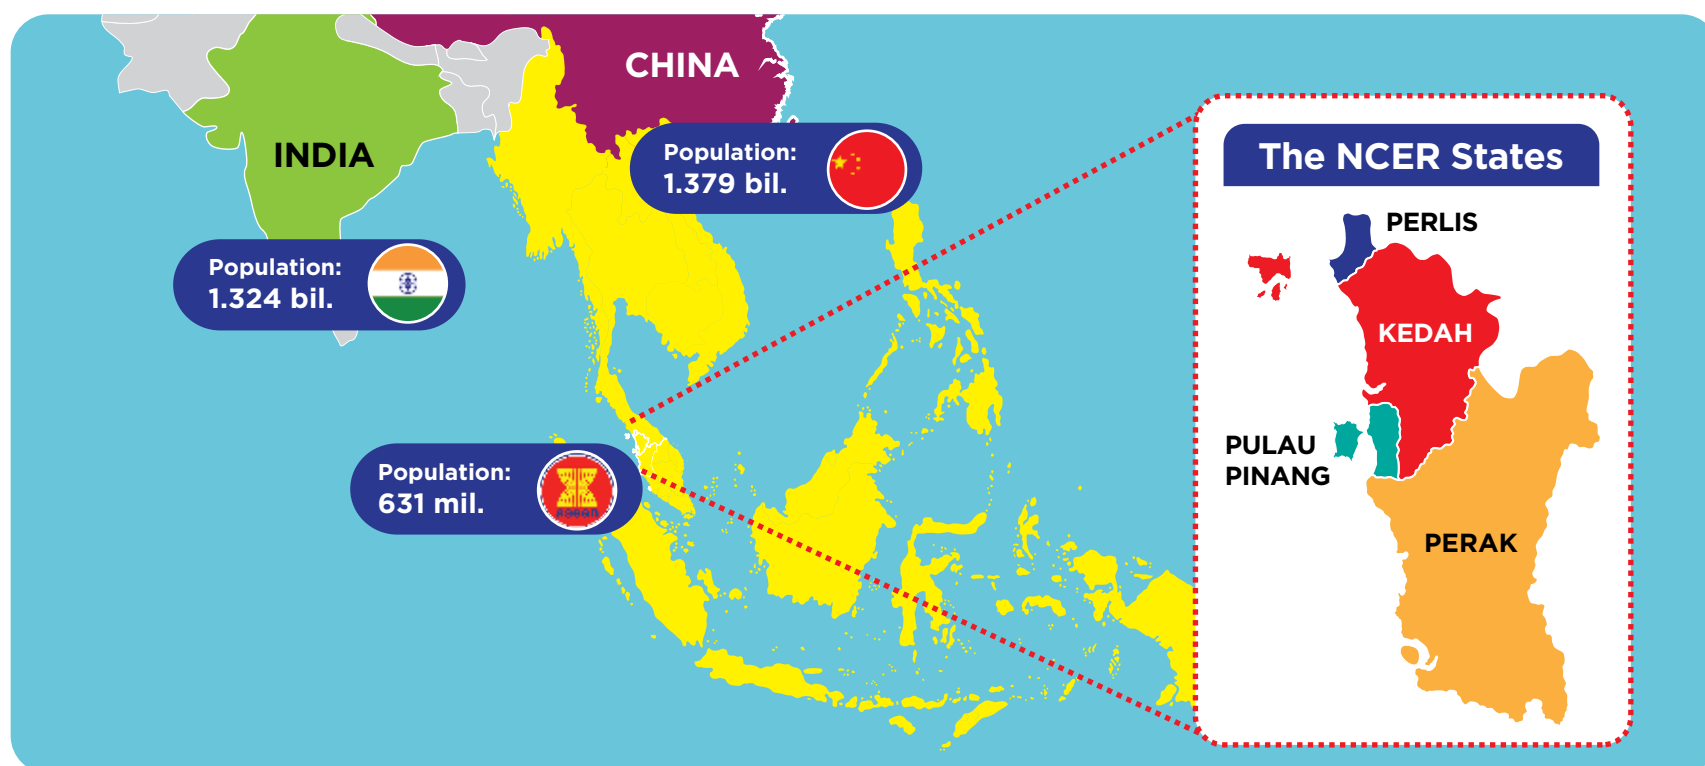 CHINA
INDIA
Population:
1.379 bil.
Population:
1.324 bil.
Population:
631 mil.
asean
The NCER States
PERLIS
KEDAH
PULAU
PINANG
PERAK